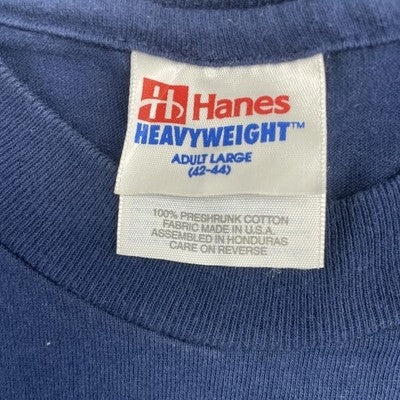 Hanes
HEAVYWEIGHT™
ADULT LARGE
(42-44)
100% PRESHRUNK COTTON
FABRIC MADE IN U.S.A.
ASSEMBLED IN HONDURAS
CARE ON REVERSE